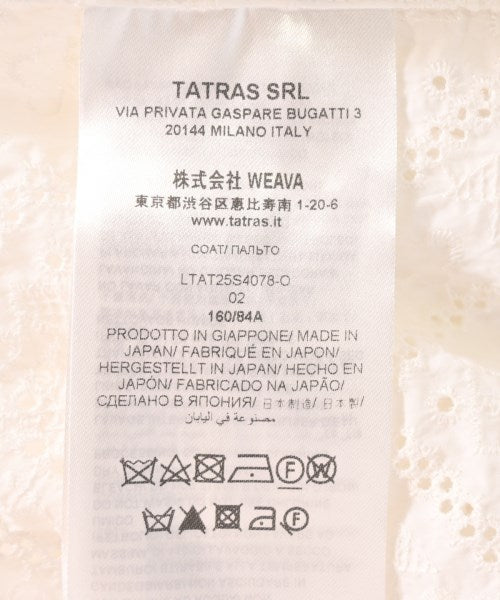 TATRAS SRL
VIA PRIVATA GASPARE BUGATTI 3
20144 MILANO ITALY
株式会社 WEAVA
東京都渋谷区恵比寿南 1-20-6
www.tatras.it
COAT/ ПАЛЬТО
LTAT25S4078-O
02
160/84A
PRODOTTO IN GIAPPONE/ MADE IN
JAPAN/ FABRIQUÉ EN JAPON/
HERGESTELLT IN JAPAN/ HECHO EN
JAPÓN/ FABRICADO NA JAPÃO/
СДЕЛАНО В ЯПОНИЯ/ 日本制造/ 日本製/
مصنوعة في اليابان
F W
F